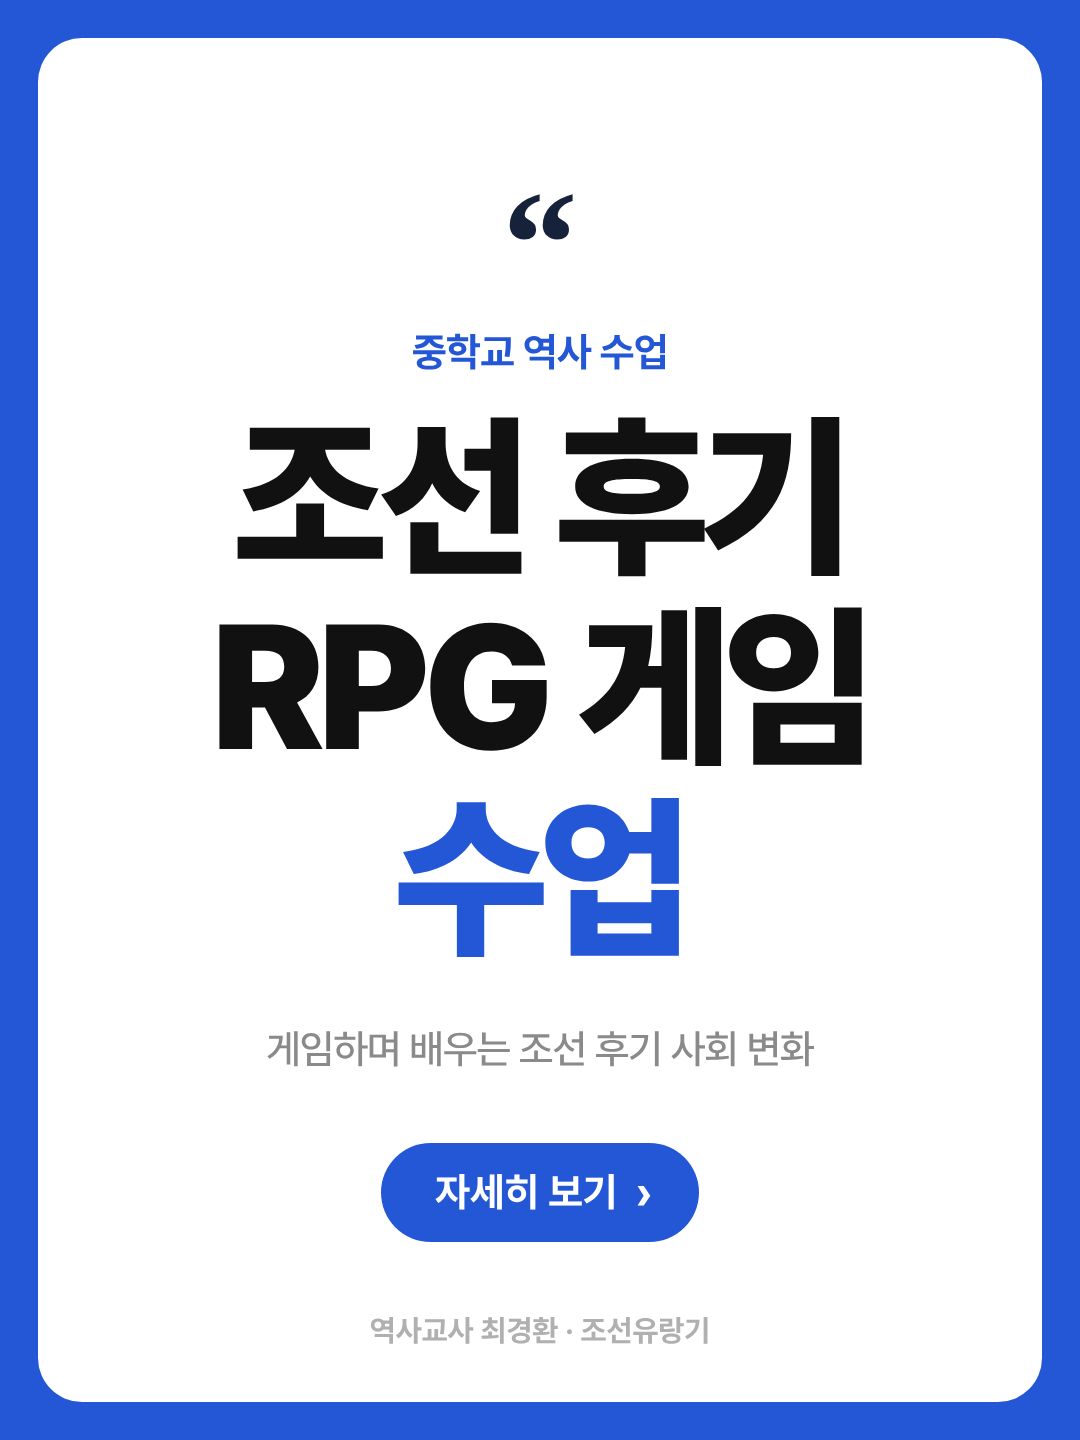 “
중학교 역사 수업
조선 후기
RPG 게임
수업
게임하며 배우는 조선 후기 사회 변화
자세히 보기 ›
역사교사 최경환 · 조선유랑기